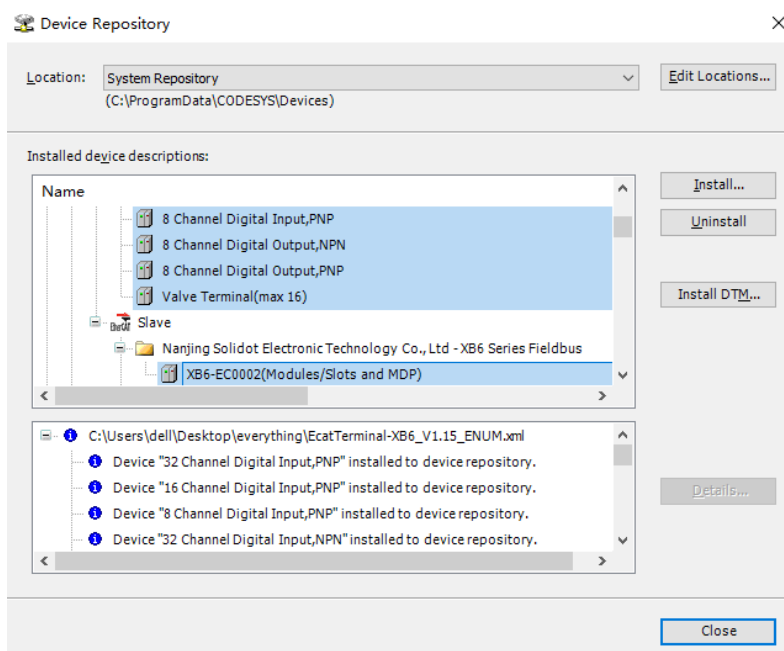 Device Repository
Location: System Repository Edit Locations...
(C:\ProgramData\CODESYS\Devices)
Installed device descriptions:
Name
Install...
8 Channel Digital Input,PNP
Uninstall
8 Channel Digital Output,NPN
8 Channel Digital Output,PNP
Valve Terminal(max 16) Install DTM...
EtherCAT Slave
Nanjing Solidot Electronic Technology Co., Ltd - XB6 Series Fieldbus
XB6-EC0002(Modules/Slots and MDP)
C:\Users\dell\Desktop\everything\EcatTerminal-XB6_V1.15_ENUM.xml
Device "32 Channel Digital Input,PNP" installed to device repository.
Device "16 Channel Digital Input,PNP" installed to device repository.
Details...
Device "8 Channel Digital Input,PNP" installed to device repository.
Device "32 Channel Digital Input,NPN" installed to device repository.
Close